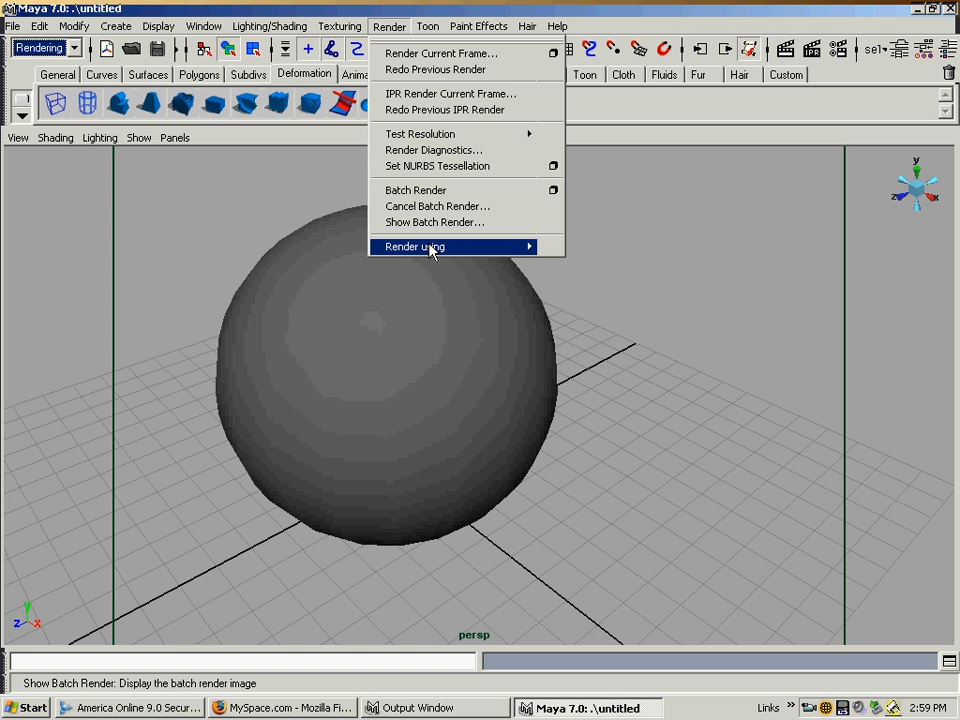 Maya 7.0: .\untitled
File Edit Modify Create Display Window Lighting/Shading Texturing Render Toon Paint Effects Hair Help
Rendering
sel
General Curves Surfaces Polygons Subdivs Deformation Anima
Toon Cloth Fluids Fur Hair Custom
View Shading Lighting Show Panels
Render Current Frame...
Redo Previous Render
IPR Render Current Frame...
Redo Previous IPR Render
Test Resolution
Render Diagnostics...
Set NURBS Tessellation
Batch Render
Cancel Batch Render...
Show Batch Render...
Render using
IPR
y
z x
y
z x
persp
Show Batch Render: Display the batch render image
Start America Online 9.0 Secur... MySpace.com - Mozilla Fi... Output Window Maya 7.0: .\untitled Links » 2:59 PM